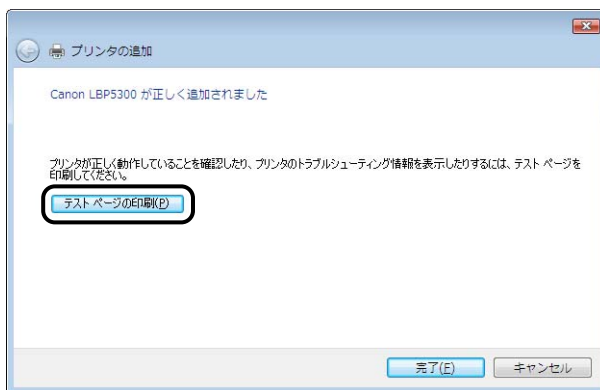 プリンタの追加
Canon LBP5300 が正しく追加されました
プリンタが正しく動作していることを確認したり、プリンタのトラブルシューティング情報を表示したりするには、テスト ページを
印刷してください。
テスト ページの印刷(P)
完了(F)
キャンセル